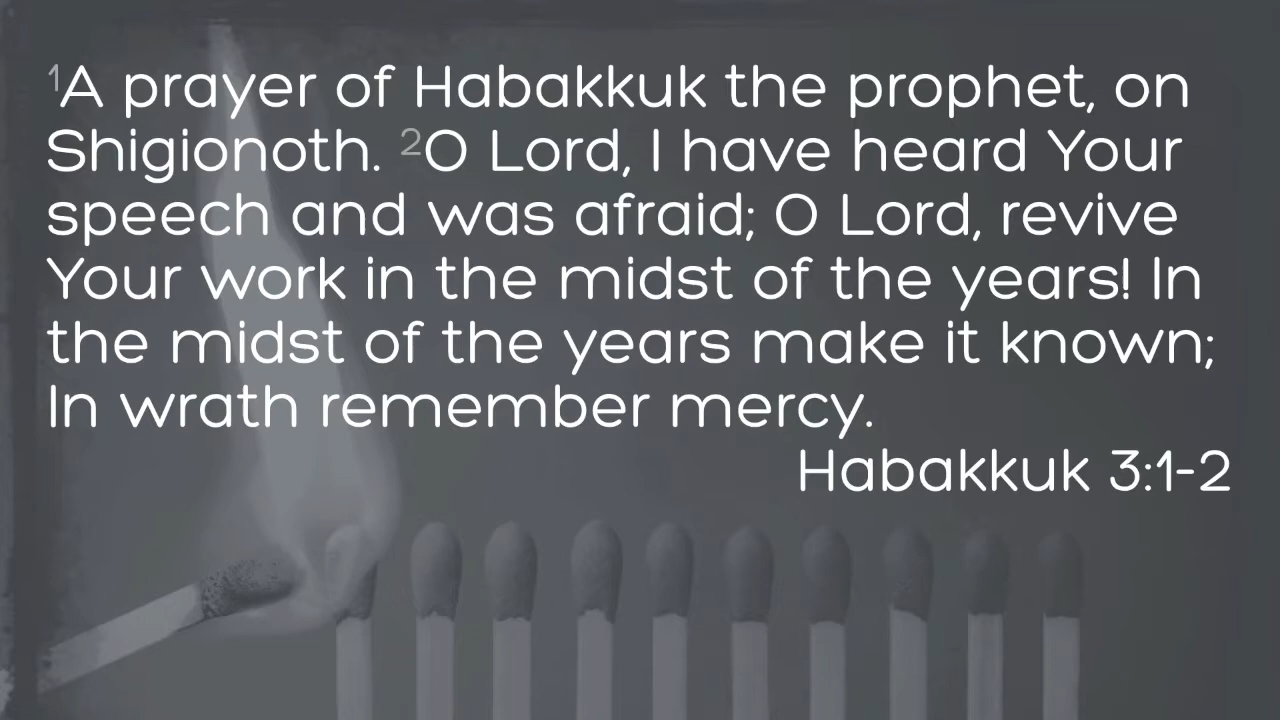 ¹A prayer of Habakkuk the prophet, on
Shigionoth. ²O Lord, I have heard Your
speech and was afraid; O Lord, revive
Your work in the midst of the years! In
the midst of the years make it known;
In wrath remember mercy.
Habakkuk 3:1-2